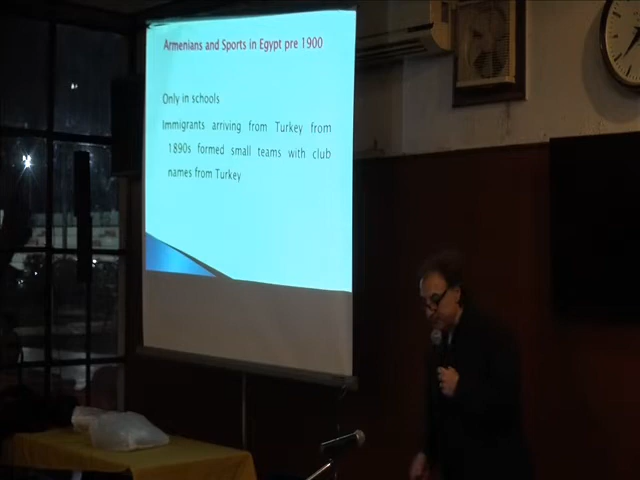 Armenians and Sports in Egypt pre 1900
Only in schools
Immigrants arriving from Turkey from
1890s formed small teams with club
names from Turkey